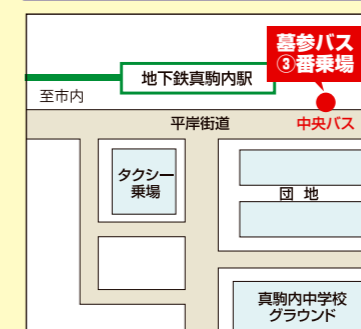 墓参バス
③番乗場
地下鉄真駒内駅
至市内
平岸街道
中央バス
タクシー
乗場
団 地
真駒内中学校
グラウンド